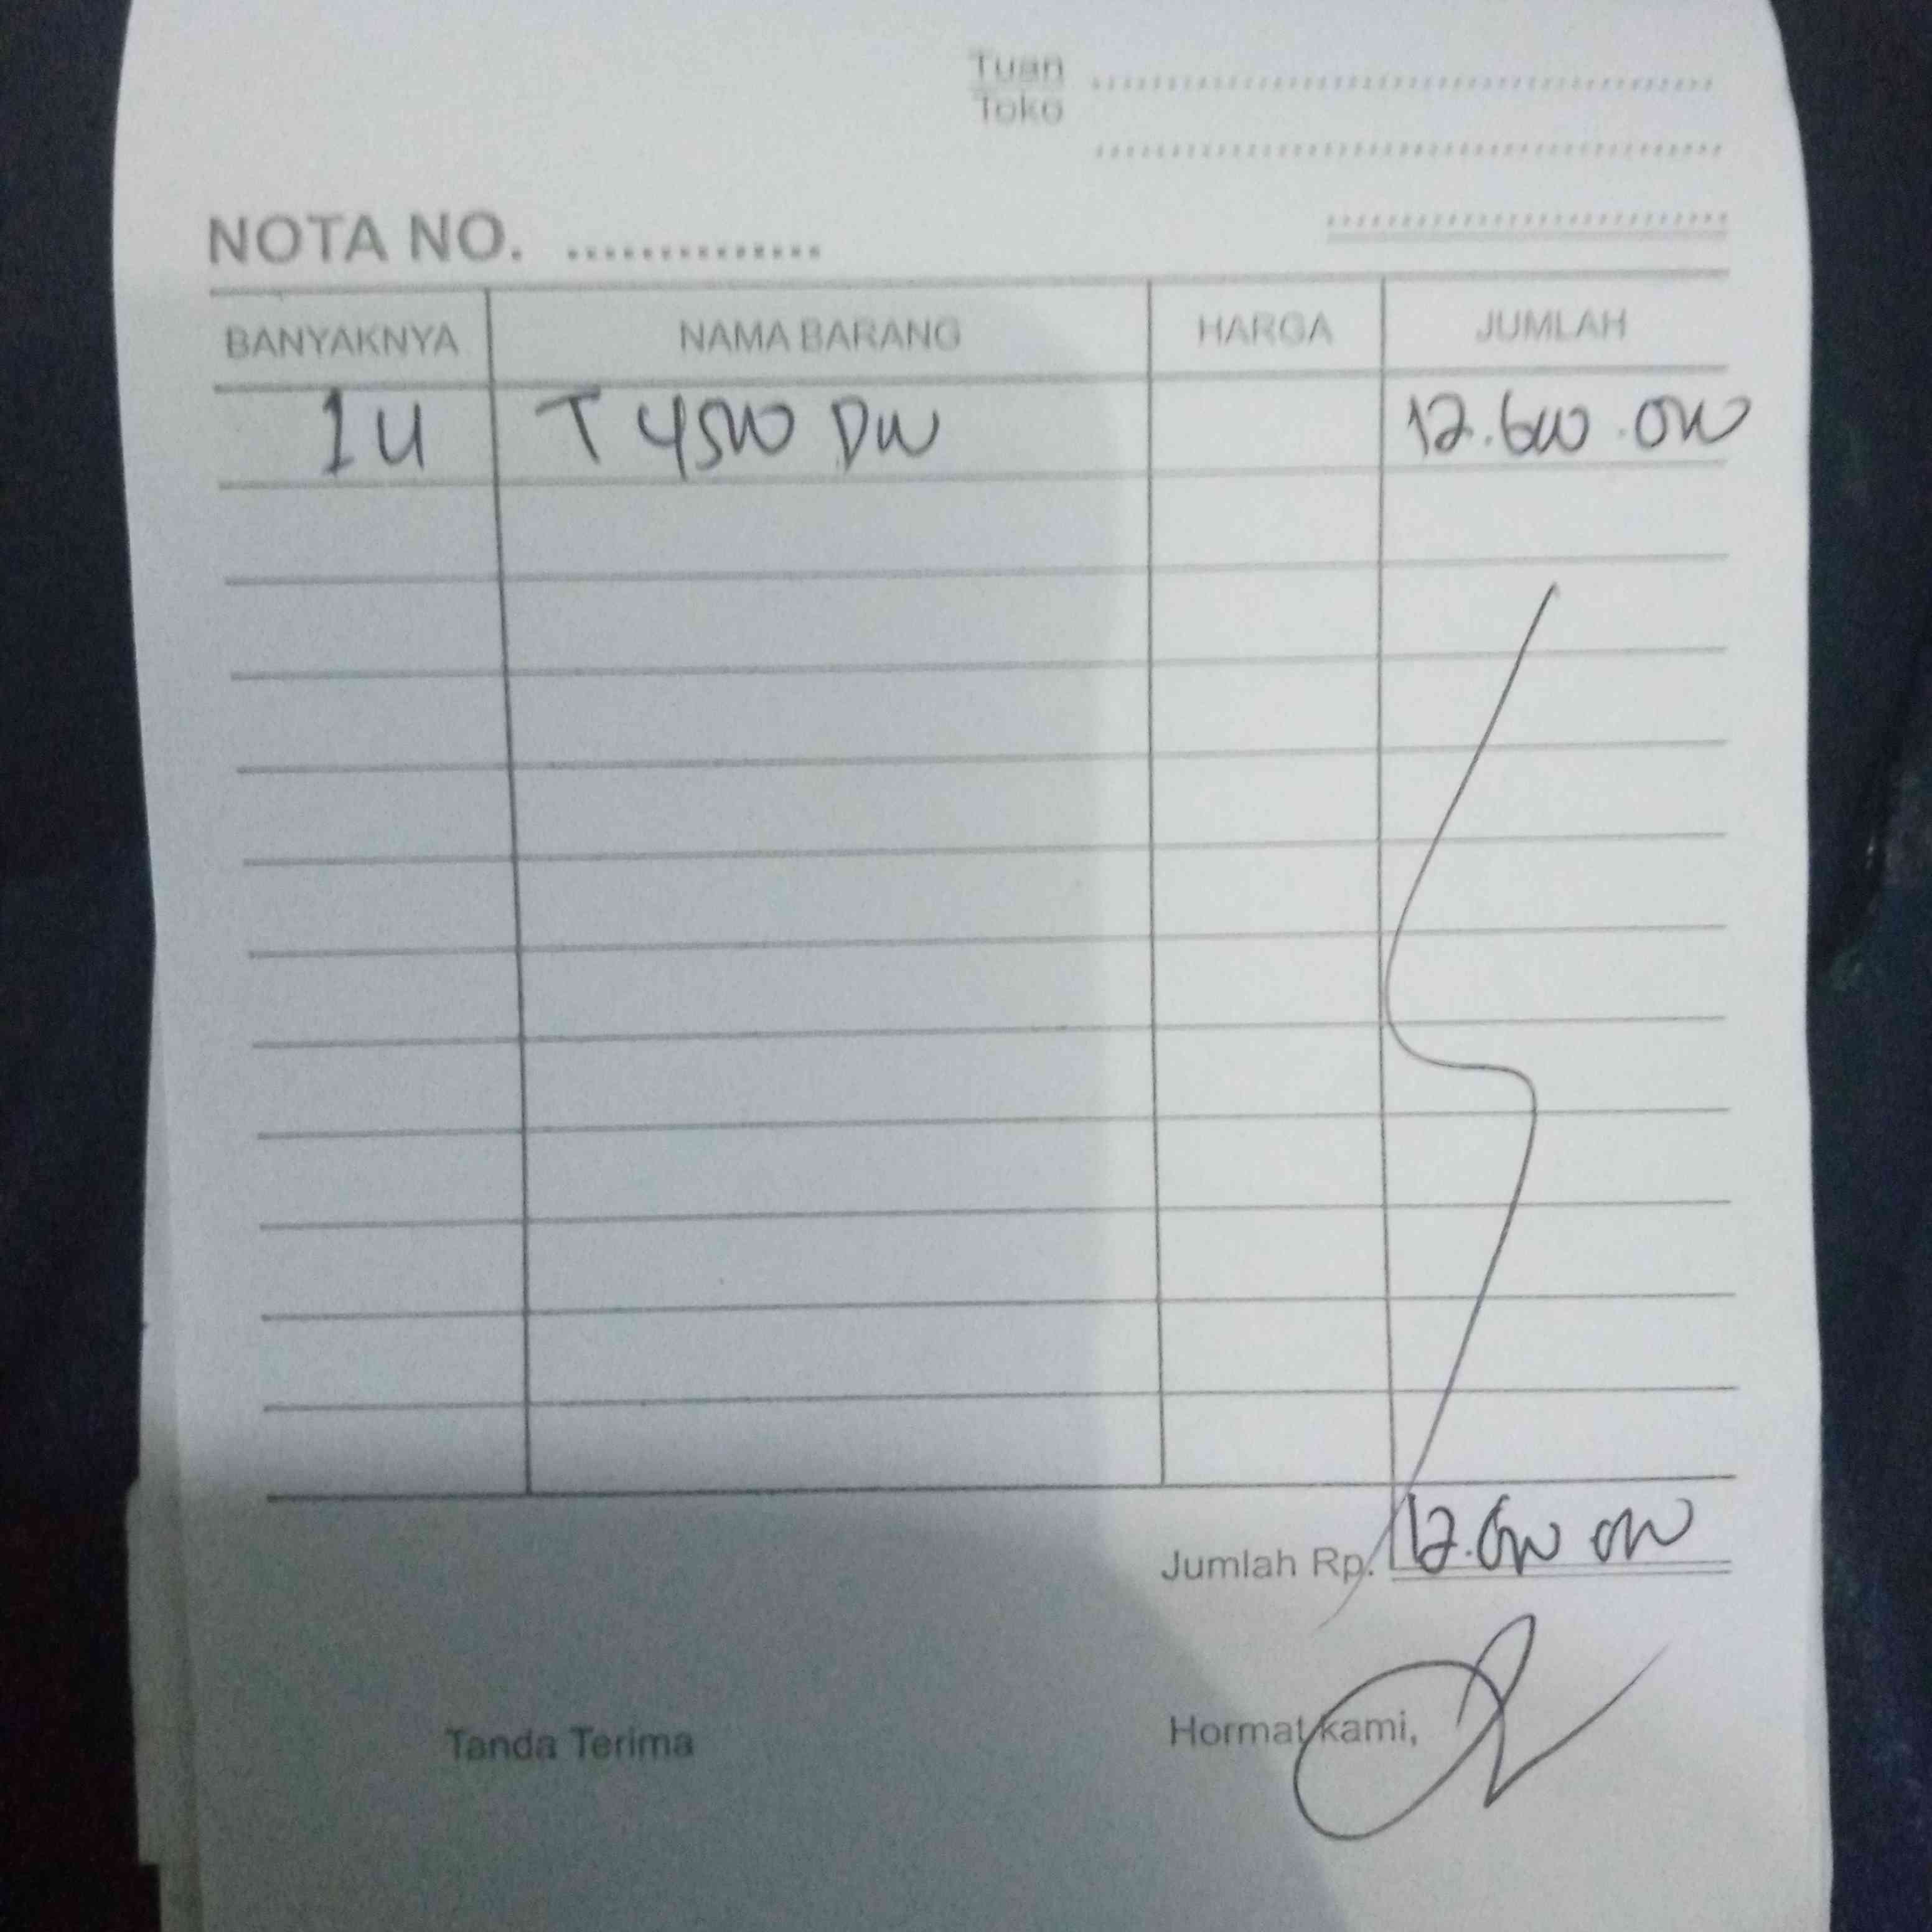 Tuan
Toko
NOTA NO. ..............
BANYAKNYA NAMA BARANG HARGA JUMLAH
1 U T 4500 DW 12.600.000
Jumlah Rp. 12.600 000
Tanda Terima Hormat kami,